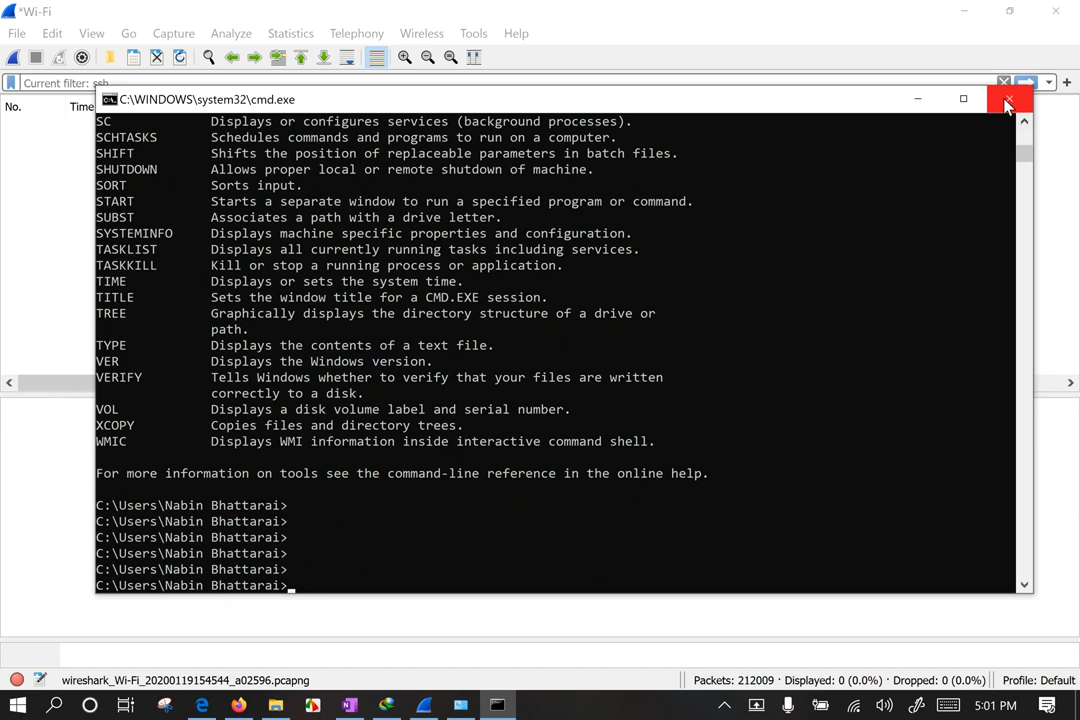 *Wi-Fi
File Edit View Go Capture Analyze Statistics Telephony Wireless Tools Help
Current filter: ssh
No. Time
C:\WINDOWS\system32\cmd.exe
SC Displays or configures services (background processes).
SCHTASKS Schedules commands and programs to run on a computer.
SHIFT Shifts the position of replaceable parameters in batch files.
SHUTDOWN Allows proper local or remote shutdown of machine.
SORT Sorts input.
START Starts a separate window to run a specified program or command.
SUBST Associates a path with a drive letter.
SYSTEMINFO Displays machine specific properties and configuration.
TASKLIST Displays all currently running tasks including services.
TASKKILL Kill or stop a running process or application.
TIME Displays or sets the system time.
TITLE Sets the window title for a CMD.EXE session.
TREE Graphically displays the directory structure of a drive or
path.
TYPE Displays the contents of a text file.
VER Displays the Windows version.
VERIFY Tells Windows whether to verify that your files are written
correctly to a disk.
VOL Displays a disk volume label and serial number.
XCOPY Copies files and directory trees.
WMIC Displays WMI information inside interactive command shell.
For more information on tools see the command-line reference in the online help.
C:\Users\Nabin Bhattarai>
C:\Users\Nabin Bhattarai>
C:\Users\Nabin Bhattarai>
C:\Users\Nabin Bhattarai>
C:\Users\Nabin Bhattarai>
C:\Users\Nabin Bhattarai>
wireshark_Wi-Fi_20200119154544_a02596.pcapng
Packets: 212009 · Displayed: 0 (0.0%) · Dropped: 0 (0.0%)
Profile: Default
5:01 PM